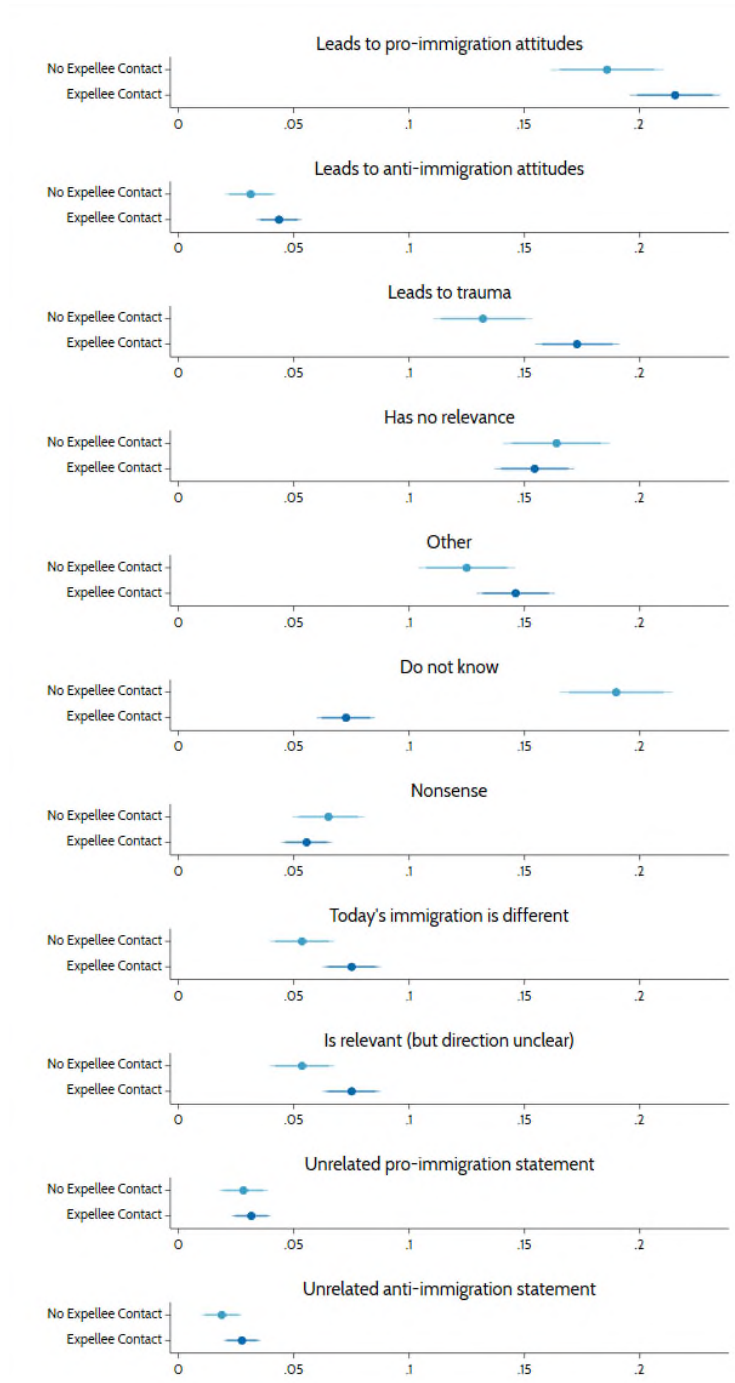 Leads to pro-immigration attitudes
No Expellee Contact
Expellee Contact
0 .05 .1 .15 .2
Leads to anti-immigration attitudes
No Expellee Contact
Expellee Contact
0 .05 .1 .15 .2
Leads to trauma
No Expellee Contact
Expellee Contact
0 .05 .1 .15 .2
Has no relevance
No Expellee Contact
Expellee Contact
0 .05 .1 .15 .2
Other
No Expellee Contact
Expellee Contact
0 .05 .1 .15 .2
Do not know
No Expellee Contact
Expellee Contact
0 .05 .1 .15 .2
Nonsense
No Expellee Contact
Expellee Contact
0 .05 .1 .15 .2
Today's immigration is different
No Expellee Contact
Expellee Contact
0 .05 .1 .15 .2
Is relevant (but direction unclear)
No Expellee Contact
Expellee Contact
0 .05 .1 .15 .2
Unrelated pro-immigration statement
No Expellee Contact
Expellee Contact
0 .05 .1 .15 .2
Unrelated anti-immigration statement
No Expellee Contact
Expellee Contact
0 .05 .1 .15 .2